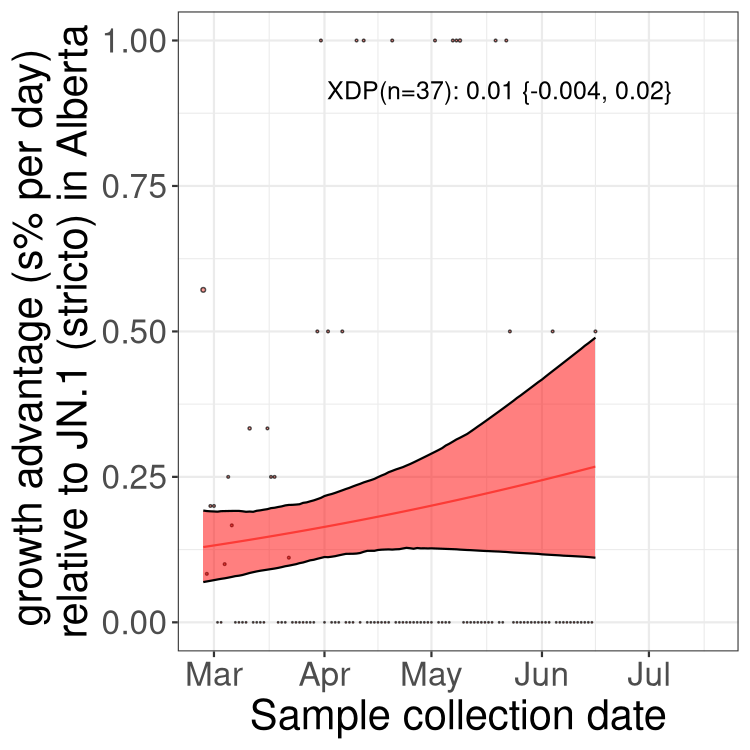 growth advantage (s% per day)
relative to JN.1 (stricto) in Alberta
1.00
0.75
0.50
0.25
0.00
XDP(n=37): 0.01 {-0.004, 0.02}
Mar Apr May Jun Jul
Sample collection date